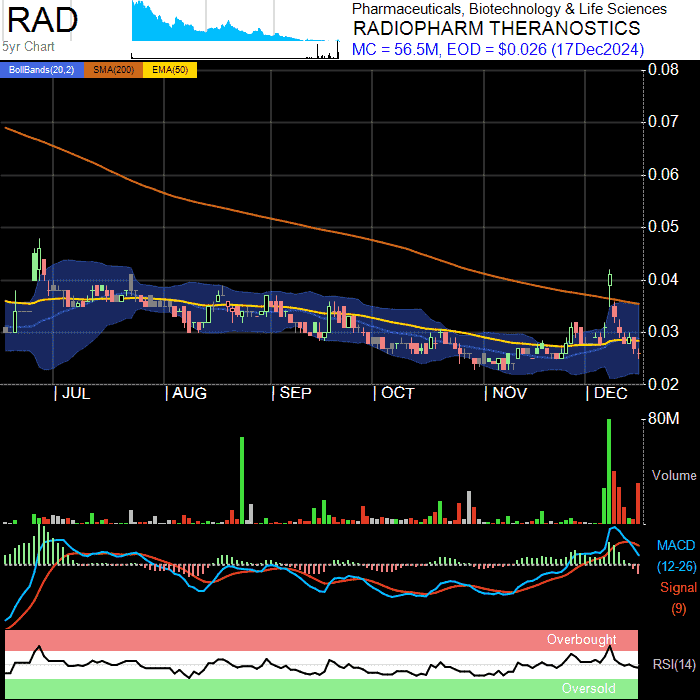 RAD
5yr Chart
Pharmaceuticals, Biotechnology & Life Sciences
RADIOPHARM THERANOSTICS
MC = 56.5M, EOD = $0.026 (17Dec2024)
BollBands(20,2) SMA(200) EMA(50)
0.08
0.07
0.06
0.05
0.04
0.03
0.02
JUL AUG SEP OCT NOV DEC
80M
Volume
MACD
(12-26)
Signal
(9)
Overbought
RSI(14)
Oversold